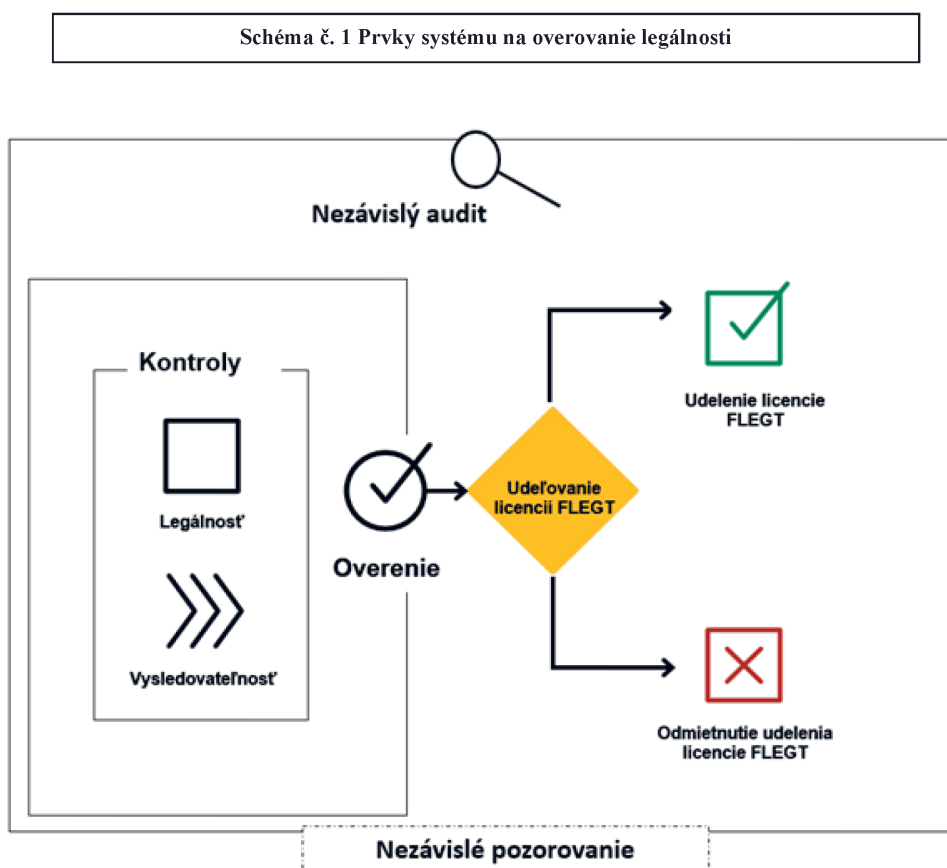 Schéma č. 1 Prvky systému na overovanie legálnosti
Nezávislý audit
Kontroly
Legálnosť
Vysledovateľnosť
Overenie
Udeľovanie
licencií FLEGT
Udelenie licencie
FLEGT
Odmietnutie udelenia
licencie FLEGT
Nezávislé pozorovanie